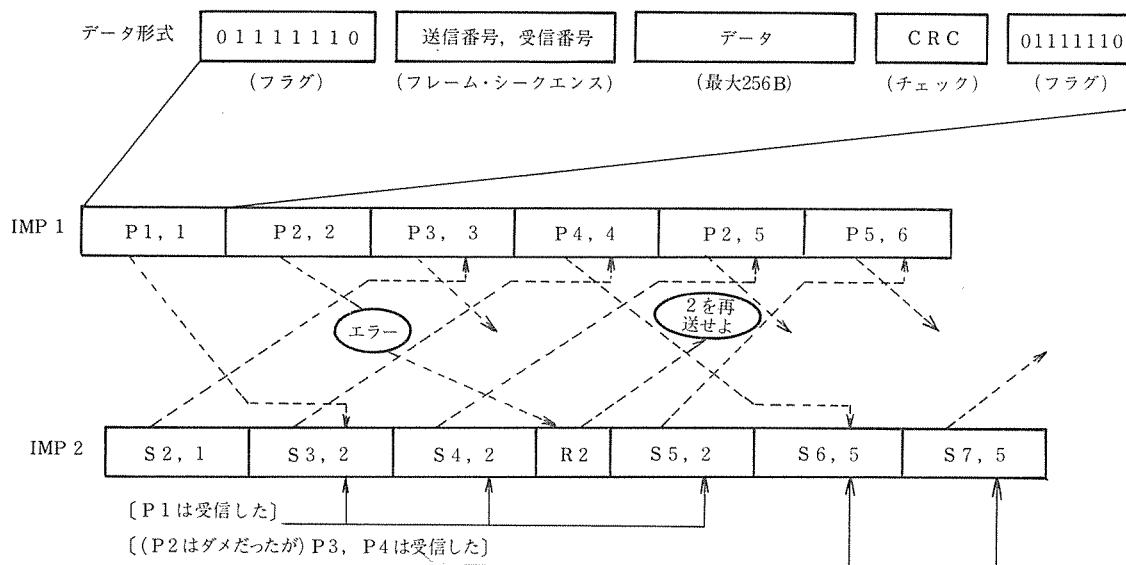 データ形式 01111110 送信番号, 受信番号 データ CRC 01111110
(フラグ) (フレーム・シークエンス) (最大256B) (チェック) (フラグ)
IMP 1 P1, 1 P2, 2 P3, 3 P4, 4 P2, 5 P5, 6
エラー
2を再
送せよ
IMP 2 S2, 1 S3, 2 S4, 2 R2 S5, 2 S6, 5 S7, 5
〔P1は受信した〕
〔(P2はダメだったが) P3, P4は受信した〕